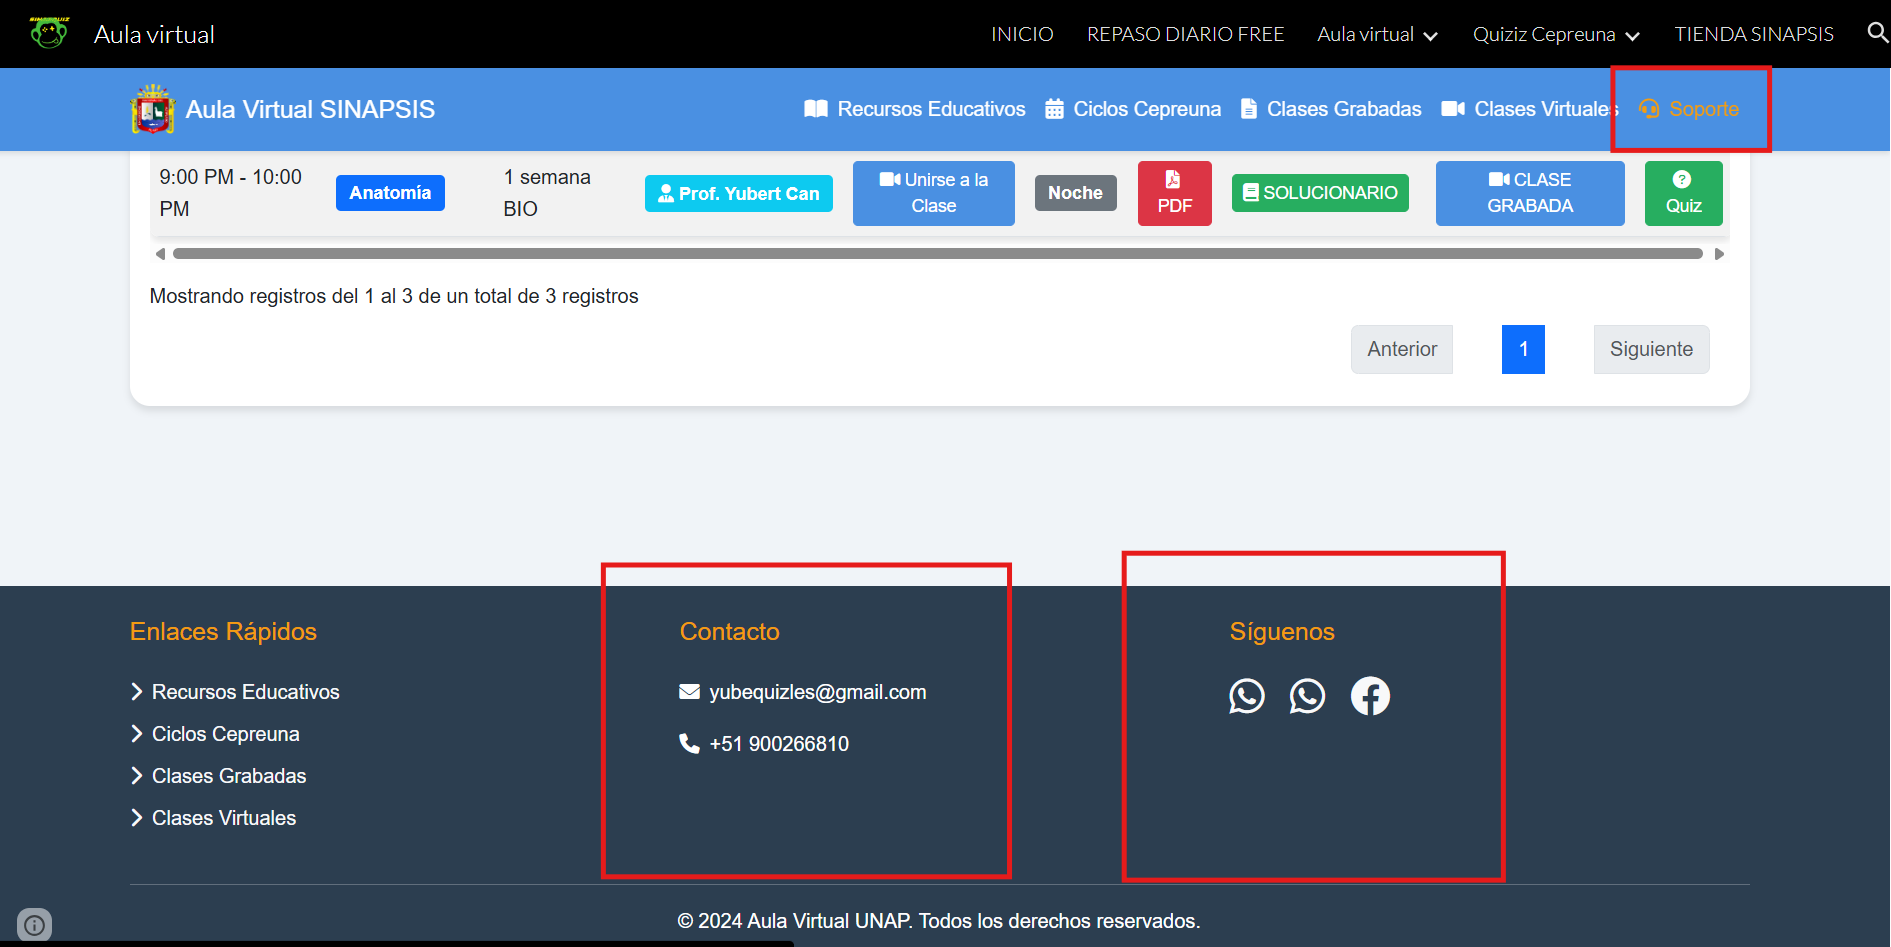 SINAPQUIZ
Aula virtual
INICIO
REPASO DIARIO FREE
Aula virtual
Quiziz Cepreuna
TIENDA SINAPSIS
Aula Virtual SINAPSIS
Recursos Educativos
Ciclos Cepreuna
Clases Grabadas
Clases Virtuales
Soporte
9:00 PM - 10:00
PM
Anatomía
1 semana
BIO
Prof. Yubert Can
Unirse a la
Clase
Noche
PDF
SOLUCIONARIO
CLASE
GRABADA
Quiz
Mostrando registros del 1 al 3 de un total de 3 registros
Anterior
1
Siguiente
Enlaces Rápidos
Recursos Educativos
Ciclos Cepreuna
Clases Grabadas
Clases Virtuales
Contacto
yubequizles@gmail.com
+51 900266810
Síguenos
© 2024 Aula Virtual UNAP. Todos los derechos reservados.